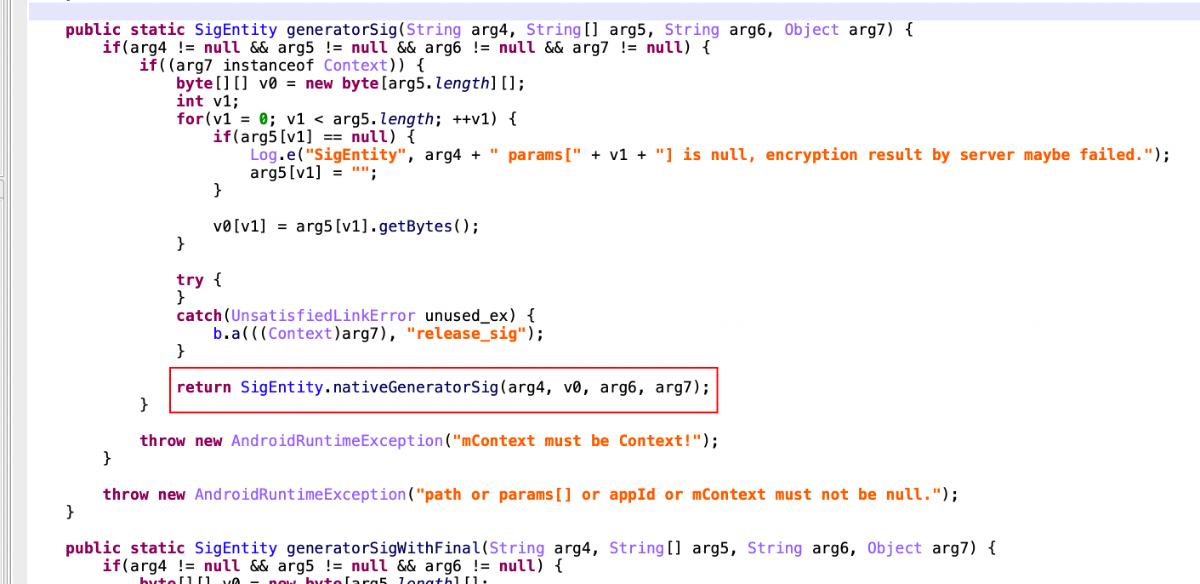 public static SigEntity generatorSig(String arg4, String[] arg5, String arg6, Object arg7) {
if(arg4 != null && arg5 != null && arg6 != null && arg7 != null) {
if((arg7 instanceof Context)) {
byte[][] v0 = new byte[arg5.length][];
int v1;
for(v1 = 0; v1 < arg5.length; ++v1) {
if(arg5[v1] == null) {
Log.e("SigEntity", arg4 + " params[" + v1 + "] is null, encryption result by server maybe failed.");
arg5[v1] = "";
}
v0[v1] = arg5[v1].getBytes();
}
try {
}
catch(UnsatisfiedLinkError unused_ex) {
b.a(((Context)arg7), "release_sig");
}
return SigEntity.nativeGeneratorSig(arg4, v0, arg6, arg7);
}
throw new AndroidRuntimeException("mContext must be Context!");
}
throw new AndroidRuntimeException("path or params[] or appId or mContext must not be null.");
}
public static SigEntity generatorSigWithFinal(String arg4, String[] arg5, String arg6, Object arg7) {
if(arg4 != null && arg5 != null && arg6 != null) {
byte[][] v0 = new byte[arg5.length][];